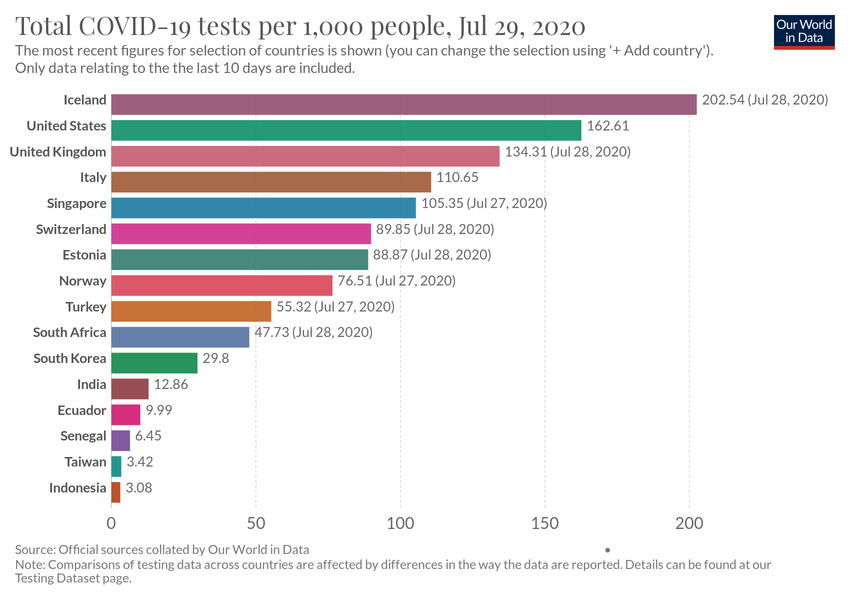 Total COVID-19 tests per 1,000 people, Jul 29, 2020
Our World
in Data
The most recent figures for selection of countries is shown (you can change the selection using '+ Add country').
Only data relating to the the last 10 days are included.
Iceland 202.54 (Jul 28, 2020)
United States 162.61
United Kingdom 134.31 (Jul 28, 2020)
Italy 110.65
Singapore 105.35 (Jul 27, 2020)
Switzerland 89.85 (Jul 28, 2020)
Estonia 88.87 (Jul 28, 2020)
Norway 76.51 (Jul 27, 2020)
Turkey 55.32 (Jul 27, 2020)
South Africa 47.73 (Jul 28, 2020)
South Korea 29.8
India 12.86
Ecuador 9.99
Senegal 6.45
Taiwan 3.42
Indonesia 3.08
0 50 100 150 200
Source: Official sources collated by Our World in Data
Note: Comparisons of testing data across countries are affected by differences in the way the data are reported. Details can be found at our
Testing Dataset page.